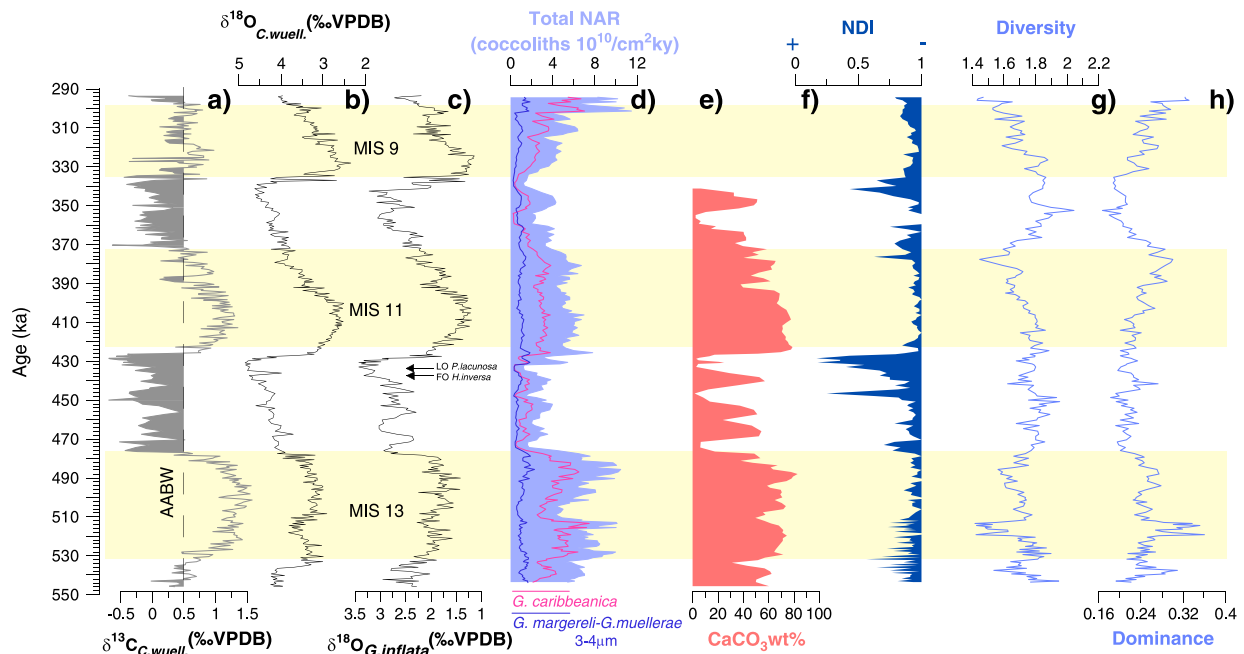 δ18OC.wuell.(‰VPDB)
5 4 3 2
Total NAR
(coccoliths 10^10/cm2ky)
0 4 8 12
NDI
+ -
0 0.5 1
Diversity
1.4 1.6 1.8 2 2.2
a) b) c) d) e) f) g) h)
Age (ka)
290
310
330
350
370
390
410
430
450
470
490
510
530
550
MIS 9
MIS 11
LO P.lacunosa
FO H.inversa
AABW
MIS 13
-0.5 0 0.5 1 1.5
δ13CC.wuell.(‰VPDB)
3.5 3 2.5 2 1.5 1
δ18OG.inflata(‰VPDB)
G. caribbeanica
G. margereli-G.muellerae
3-4μm
0 20 40 60 80 100
CaCO3wt%
0.16 0.24 0.32 0.4
Dominance